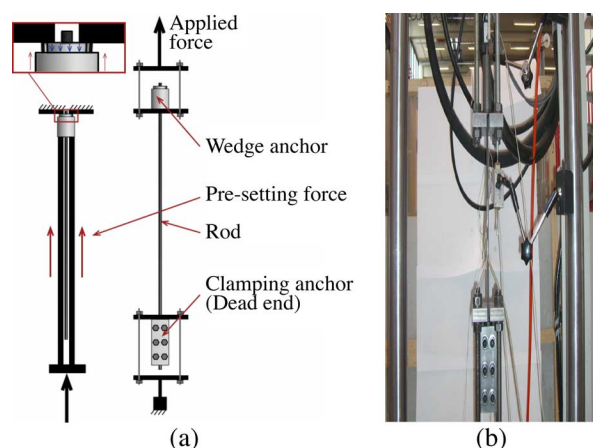 Applied
force
Wedge anchor
Pre-setting force
Rod
Clamping anchor
(Dead end)
(a)
(b)